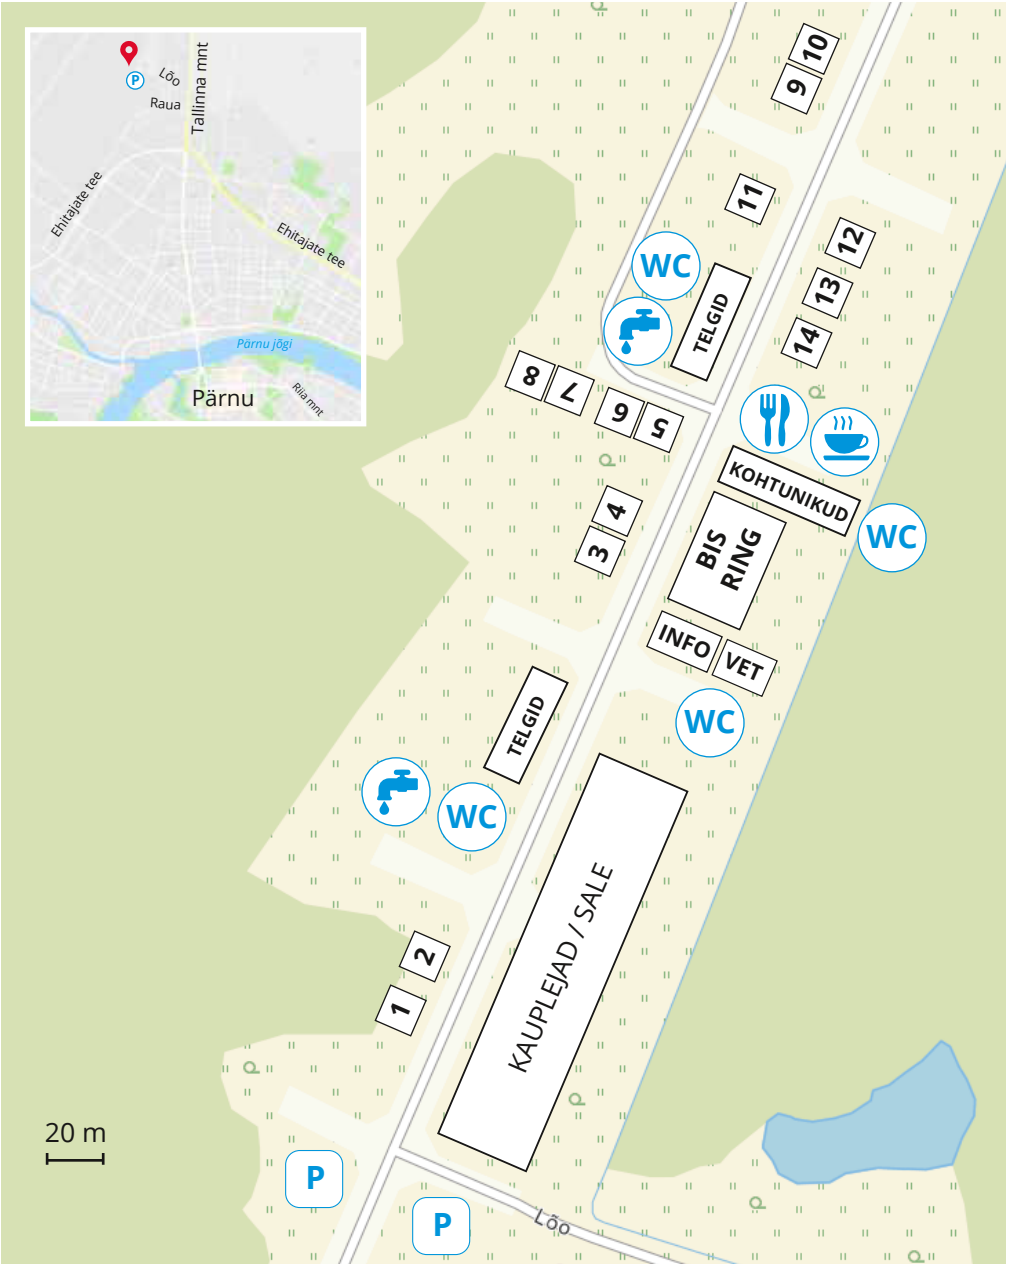 Tallinna mnt
P
Lõo
Raua
Ehitajate tee
Ehitajate tee
Pärnu jõgi
Pärnu
Riia mnt
10
9
11
12
13
14
WC
TELGID
8
7
6
5
4
3
KOHTUNIKUD
BIS
RING
WC
INFO
VET
WC
TELGID
WC
KAUPLEJAD / SALE
2
1
20 m
P
P
Lõo